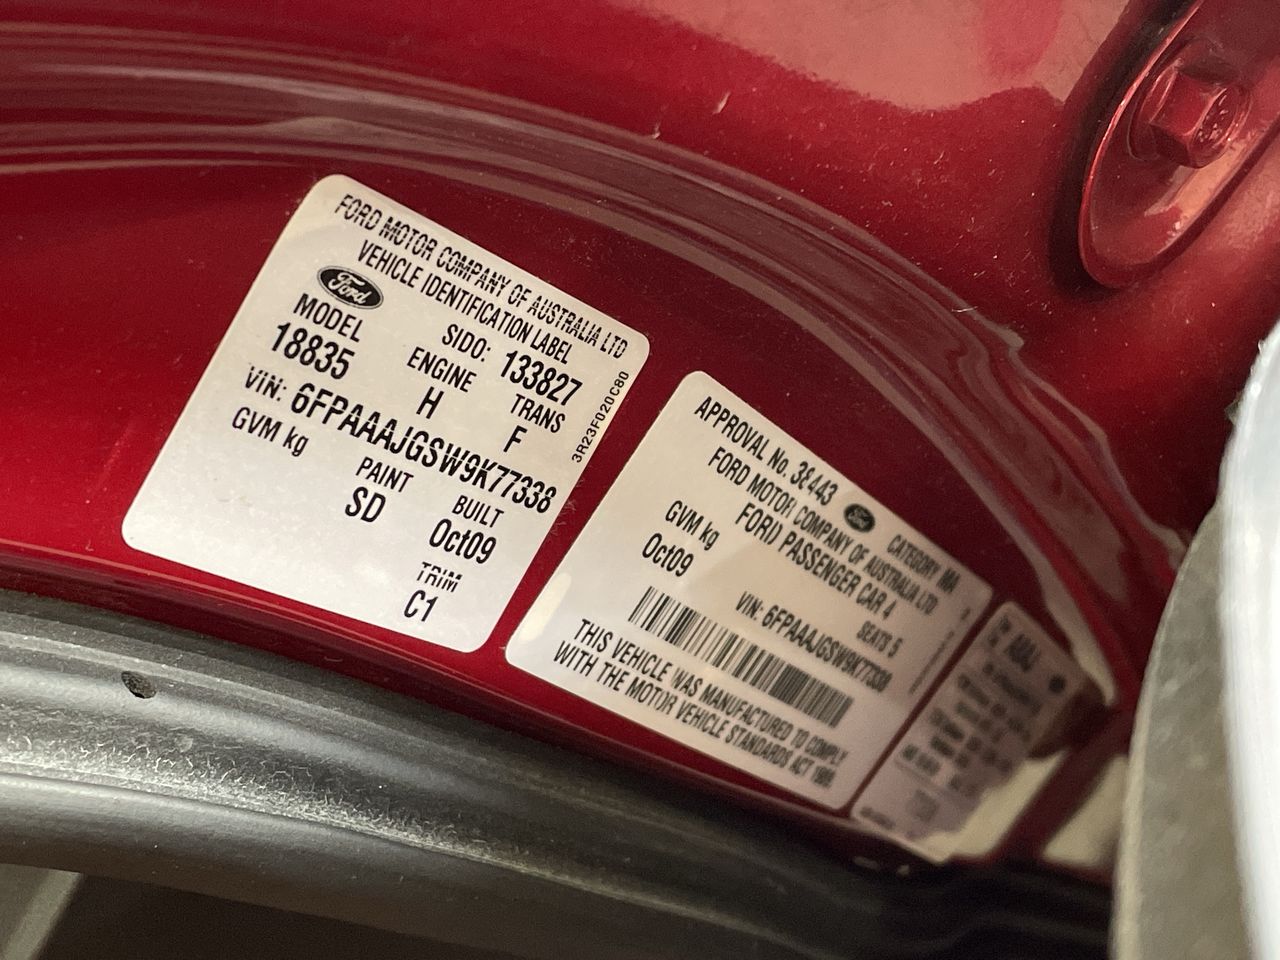 FORD MOTOR COMPANY OF AUSTRALIA LTD
VEHICLE IDENTIFICATION LABEL
Ford
SIDO: 133827
MODEL ENGINE TRANS
18835 H F
VIN: 6FPAAAJGSW9K77338
GVM kg PAINT BUILT
SD Oct09
TRIM
C1
3R23F020C80
APPROVAL No. 38443 Ford CATEGORY MA
FORD MOTOR COMPANY OF AUSTRALIA LTD
FORD PASSENGER CAR 4
GVM kg SEATS 5
Oct09 VIN: 6FPAAAJGSW9K77338
THIS VEHICLE WAS MANUFACTURED TO COMPLY
WITH THE MOTOR VEHICLE STANDARDS ACT 1989.